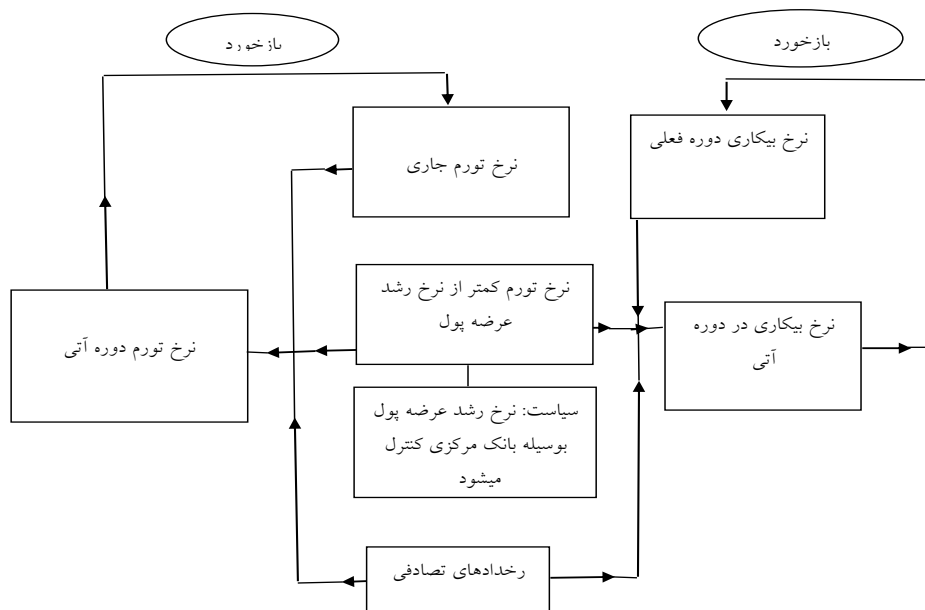 بازخورد
بازخورد
نرخ بیکاری دوره فعلی
نرخ تورم جاری
نرخ تورم کمتر از نرخ رشد
عرضه پول
نرخ بیکاری در دوره
آتی
نرخ تورم دوره آتی
سیاست: نرخ رشد عرضه پول
بوسیله بانک مرکزی کنترل
میشود
رخدادهای تصادفی